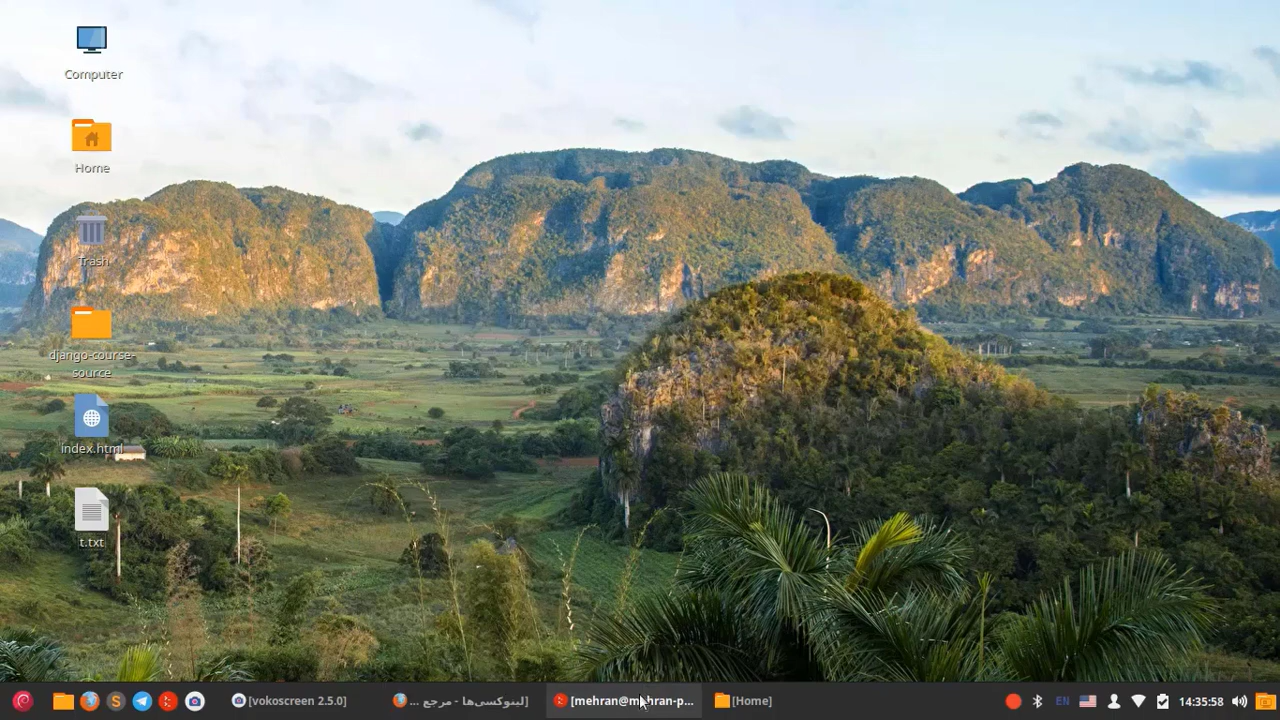 Computer
Home
Trash
django-course-
source
index.html
t.txt
[vokoscreen 2.5.0]
[لینوکسی‌ها - مرجع ...
[mehran@mehran-p...
[Home]
EN
14:35:58